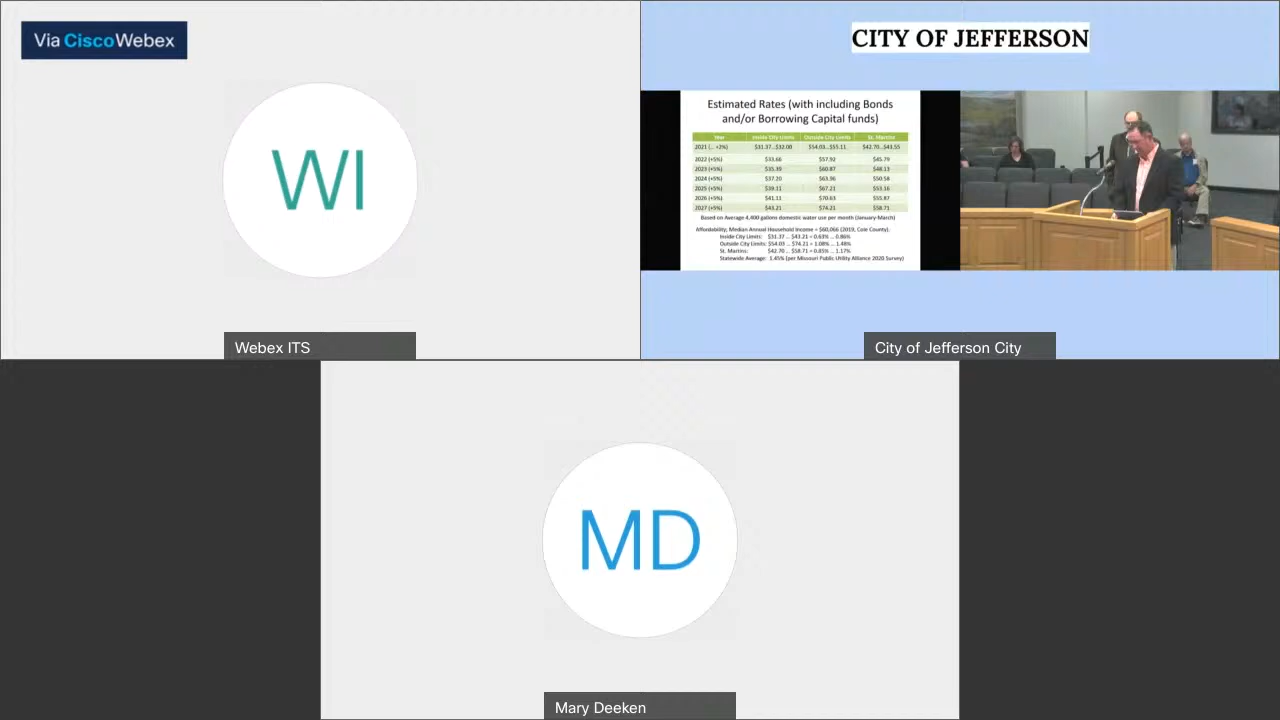 Via Cisco Webex
WI
Webex ITS
CITY OF JEFFERSON
Estimated Rates (with including Bonds
and/or Borrowing Capital funds)
Year Inside City Limits Outside City Limits St. Martins
2021 (... +2%) $31.37...$32.00 $54.03...$55.11 $42.70...$43.55
2022 (+5%) $33.66 $57.92 $45.79
2023 (+5%) $35.39 $60.87 $48.13
2024 (+5%) $37.20 $63.96 $50.58
2025 (+5%) $39.11 $67.21 $53.16
2026 (+5%) $41.11 $70.63 $55.87
2027 (+5%) $43.21 $74.21 $58.71
Based on Average 4,400 gallons domestic water use per month (January-March)
Affordability, Median Annual Household Income = $60,066 (2019, Cole County).
Inside City Limits: $31.37 ... $43.21 = 0.63% ... 0.86%
Outside City Limits: $54.03 ... $74.21 = 1.08% ... 1.48%
St. Martins: $42.70 ... $58.71 = 0.85% ... 1.17%
Statewide Average: 1.45% (per Missouri Public Utility Alliance 2020 Survey)
City of Jefferson City
MD
Mary Deeken